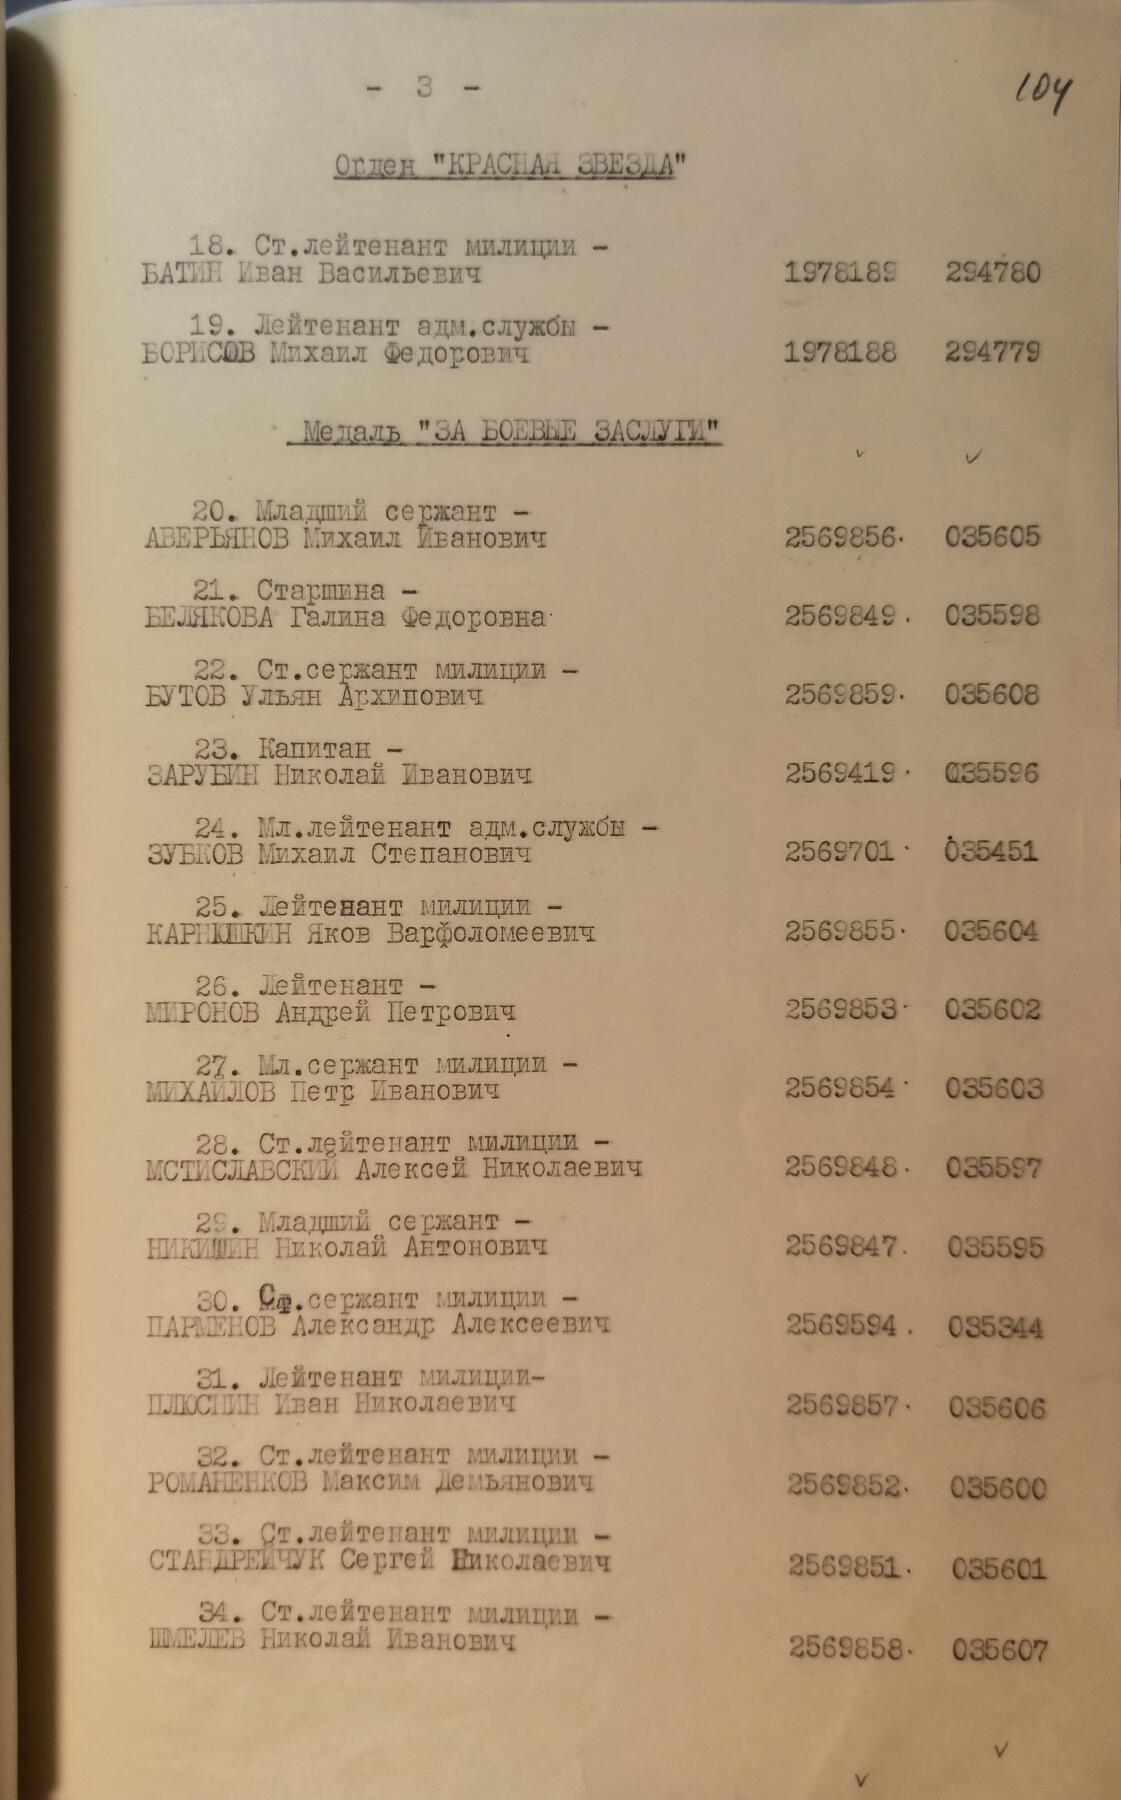 - 3 -
104
Орден "КРАСНАЯ ЗВЕЗДА"
18. Ст.лейтенант милиции -
БАТИН Иван Васильевич 1978189 294780
19. Лейтенант адм.службы -
БОРИСОВ Михаил Федорович 1978188 294779
Медаль "ЗА БОЕВЫЕ ЗАСЛУГИ"
20. Младший сержант -
АВЕРЬЯНОВ Михаил Иванович 2569856. 035605
21. Старшина -
БЕЛЯКОВА Галина Федоровна 2569849. 035598
22. Ст.сержант милиции -
БУТОВ Ульян Архипович 2569859. 035608
23. Капитан -
ЗАРУБИН Николай Иванович 2569419. 035596
24. Мл.лейтенант адм.службы -
ЗУБКОВ Михаил Степанович 2569701. 035451
25. Лейтенант милиции -
КАРНЮШКИН Яков Варфоломеевич 2569855. 035604
26. Лейтенант -
МИРОНОВ Андрей Петрович 2569853. 035602
27. Мл.сержант милиции -
МИХАЙЛОВ Петр Иванович 2569854. 035603
28. Ст.лейтенант милиции -
МСТИСЛАВСКИЙ Алексей Николаевич 2569848. 035597
29. Младший сержант -
НИКИШИН Николай Антонович 2569847. 035595
30. Ст.сержант милиции -
ПАРМЕНОВ Александр Алексеевич 2569594. 035344
31. Лейтенант милиции-
ПЛЮСНИН Иван Николаевич 2569857. 035606
32. Ст.лейтенант милиции -
РОМАНЕНКОВ Максим Демьянович 2569852. 035600
33. Ст.лейтенант милиции -
СТАНДРЕЙЧУК Сергей Николаевич 2569851. 035601
34. Ст.лейтенант милиции -
ШМЕЛЕВ Николай Иванович 2569858. 035607